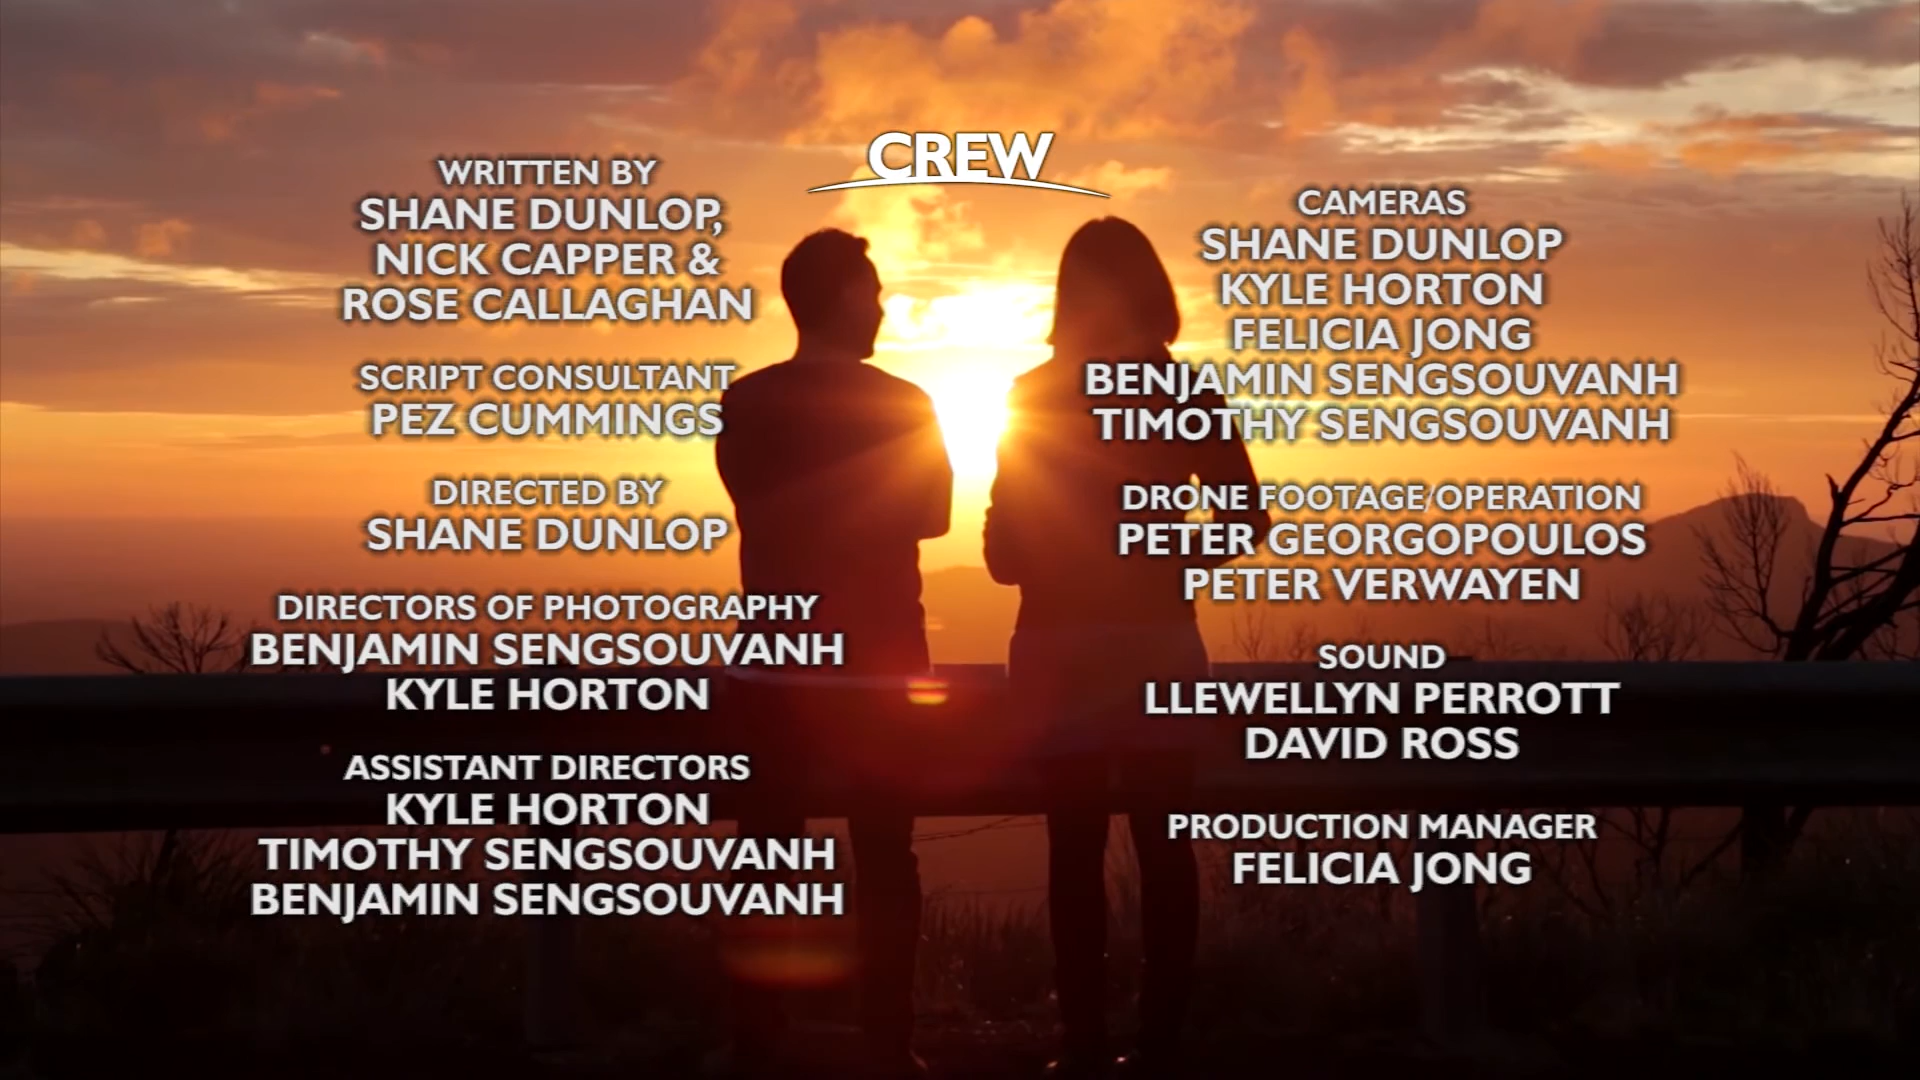 CREW
WRITTEN BY
SHANE DUNLOP,
NICK CAPPER &
ROSE CALLAGHAN
SCRIPT CONSULTANT
PEZ CUMMINGS
DIRECTED BY
SHANE DUNLOP
DIRECTORS OF PHOTOGRAPHY
BENJAMIN SENGSOUVANH
KYLE HORTON
ASSISTANT DIRECTORS
KYLE HORTON
TIMOTHY SENGSOUVANH
BENJAMIN SENGSOUVANH
CAMERAS
SHANE DUNLOP
KYLE HORTON
FELICIA JONG
BENJAMIN SENGSOUVANH
TIMOTHY SENGSOUVANH
DRONE FOOTAGE/OPERATION
PETER GEORGOPOULOS
PETER VERWAYEN
SOUND
LLEWELLYN PERROTT
DAVID ROSS
PRODUCTION MANAGER
FELICIA JONG